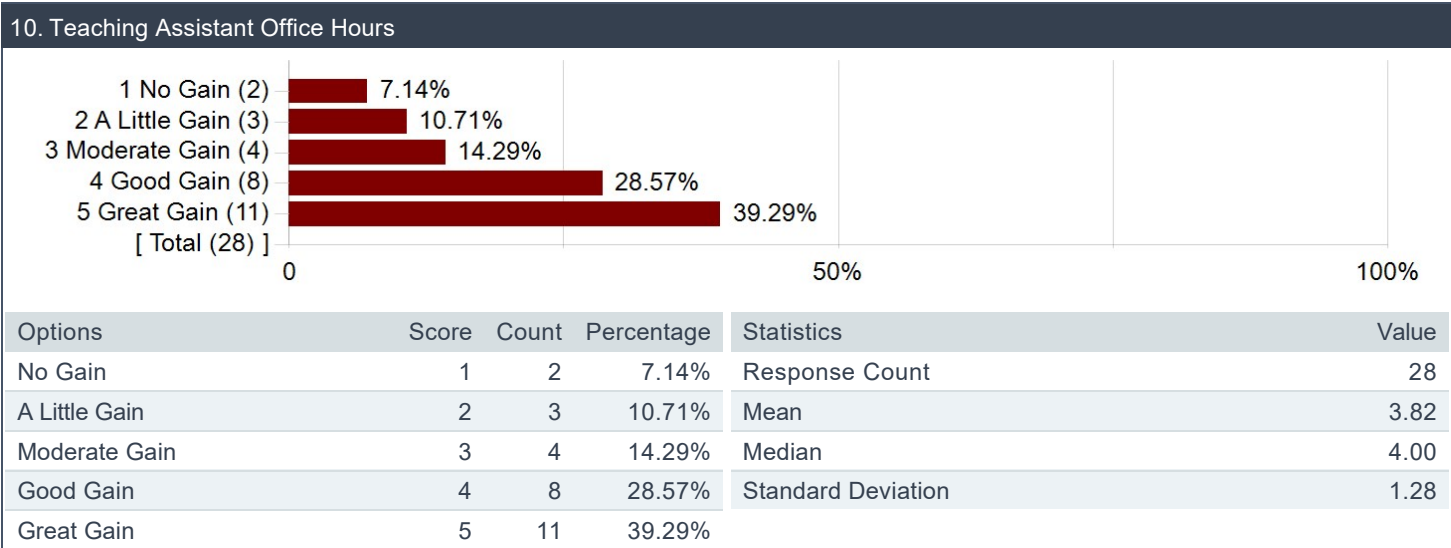 10. Teaching Assistant Office Hours
1 No Gain (2) 7.14%
2 A Little Gain (3) 10.71%
3 Moderate Gain (4) 14.29%
4 Good Gain (8) 28.57%
5 Great Gain (11) 39.29%
[ Total (28) ]
0 50% 100%
Options Score Count Percentage Statistics Value
No Gain 1 2 7.14% Response Count 28
A Little Gain 2 3 10.71% Mean 3.82
Moderate Gain 3 4 14.29% Median 4.00
Good Gain 4 8 28.57% Standard Deviation 1.28
Great Gain 5 11 39.29%